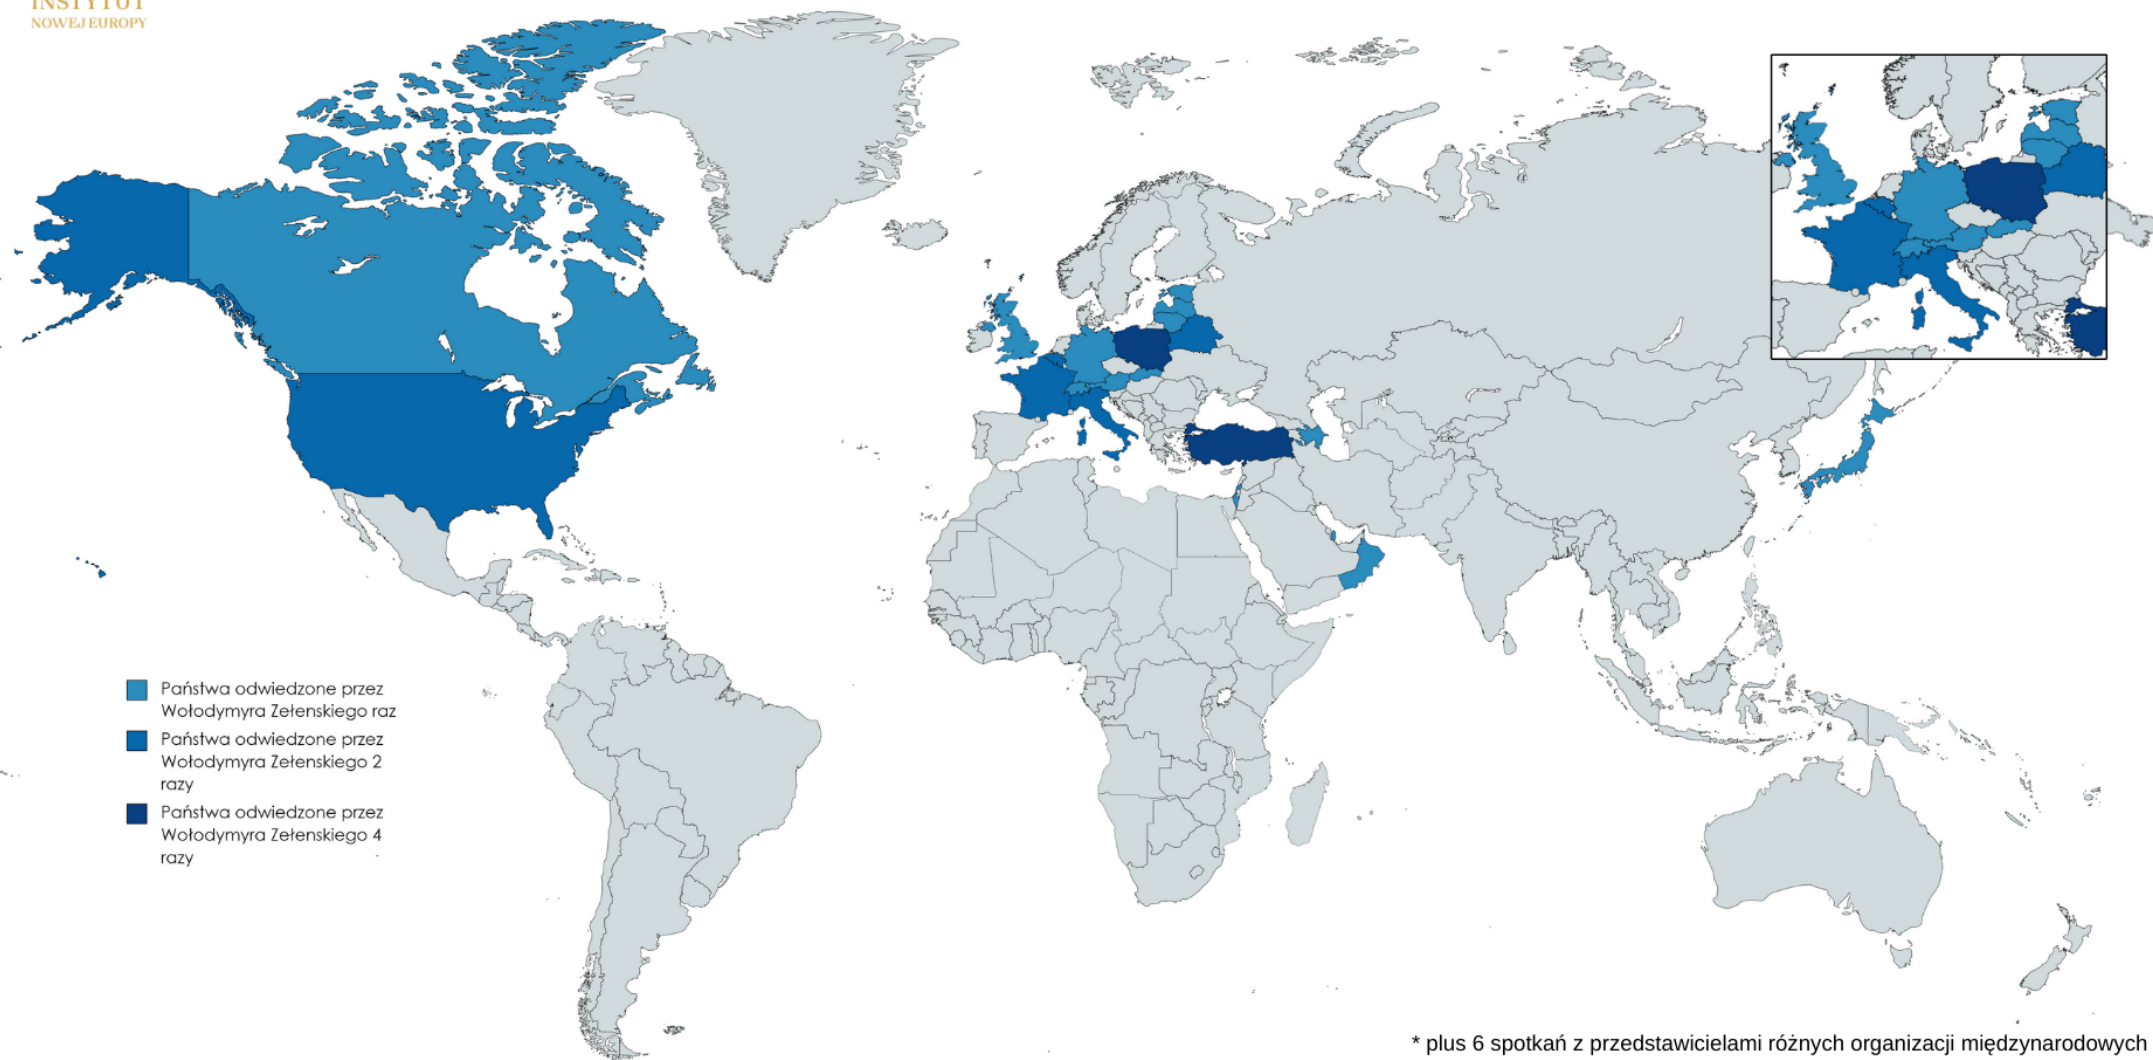 INSTYTUT
NOWEJ EUROPY
Państwa odwiedzone przez
Wołodymyra Zełenskiego raz
Państwa odwiedzone przez
Wołodymyra Zełenskiego 2
razy
Państwa odwiedzone przez
Wołodymyra Zełenskiego 4
razy
* plus 6 spotkań z przedstawicielami różnych organizacji międzynarodowych